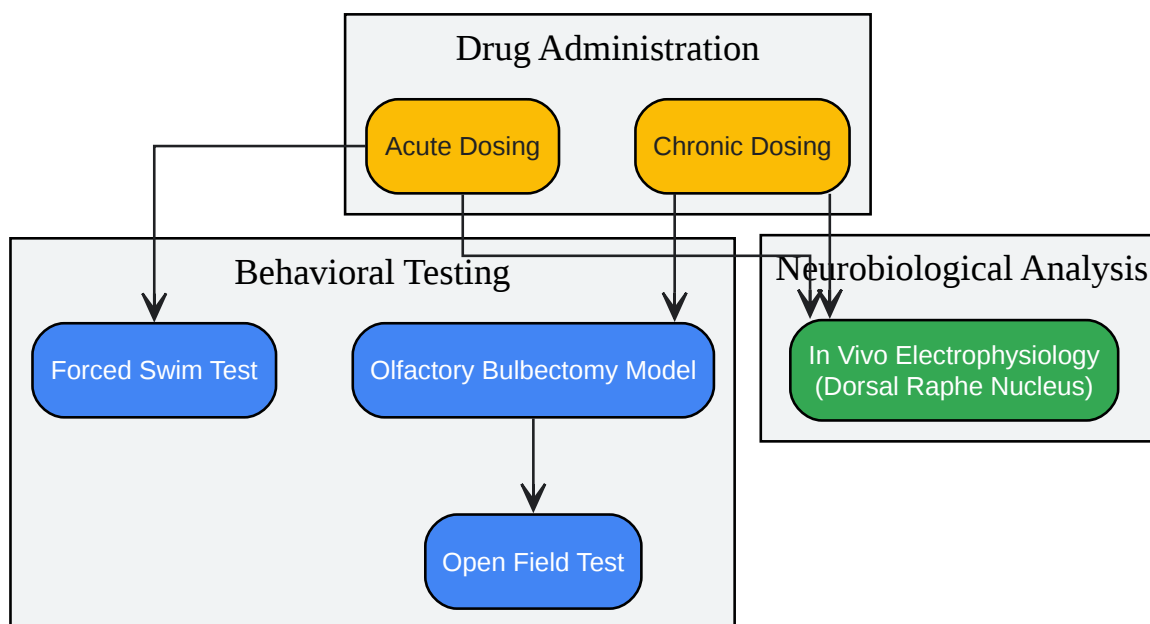 Drug Administration
Acute Dosing
Chronic Dosing
Behavioral Testing
Neurobiological Analysis
Forced Swim Test
Olfactory Bulbectomy Model
In Vivo Electrophysiology
(Dorsal Raphe Nucleus)
Open Field Test